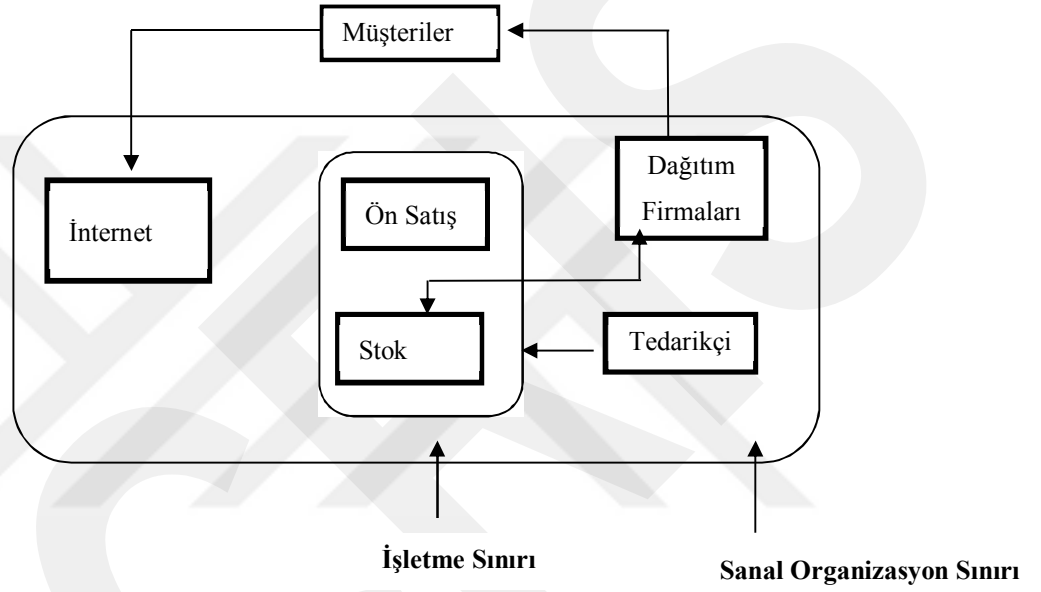 Müşteriler
Dağıtım
Firmaları
İnternet
Ön Satış
Stok
Tedarikçi
İşletme Sınırı
Sanal Organizasyon Sınırı